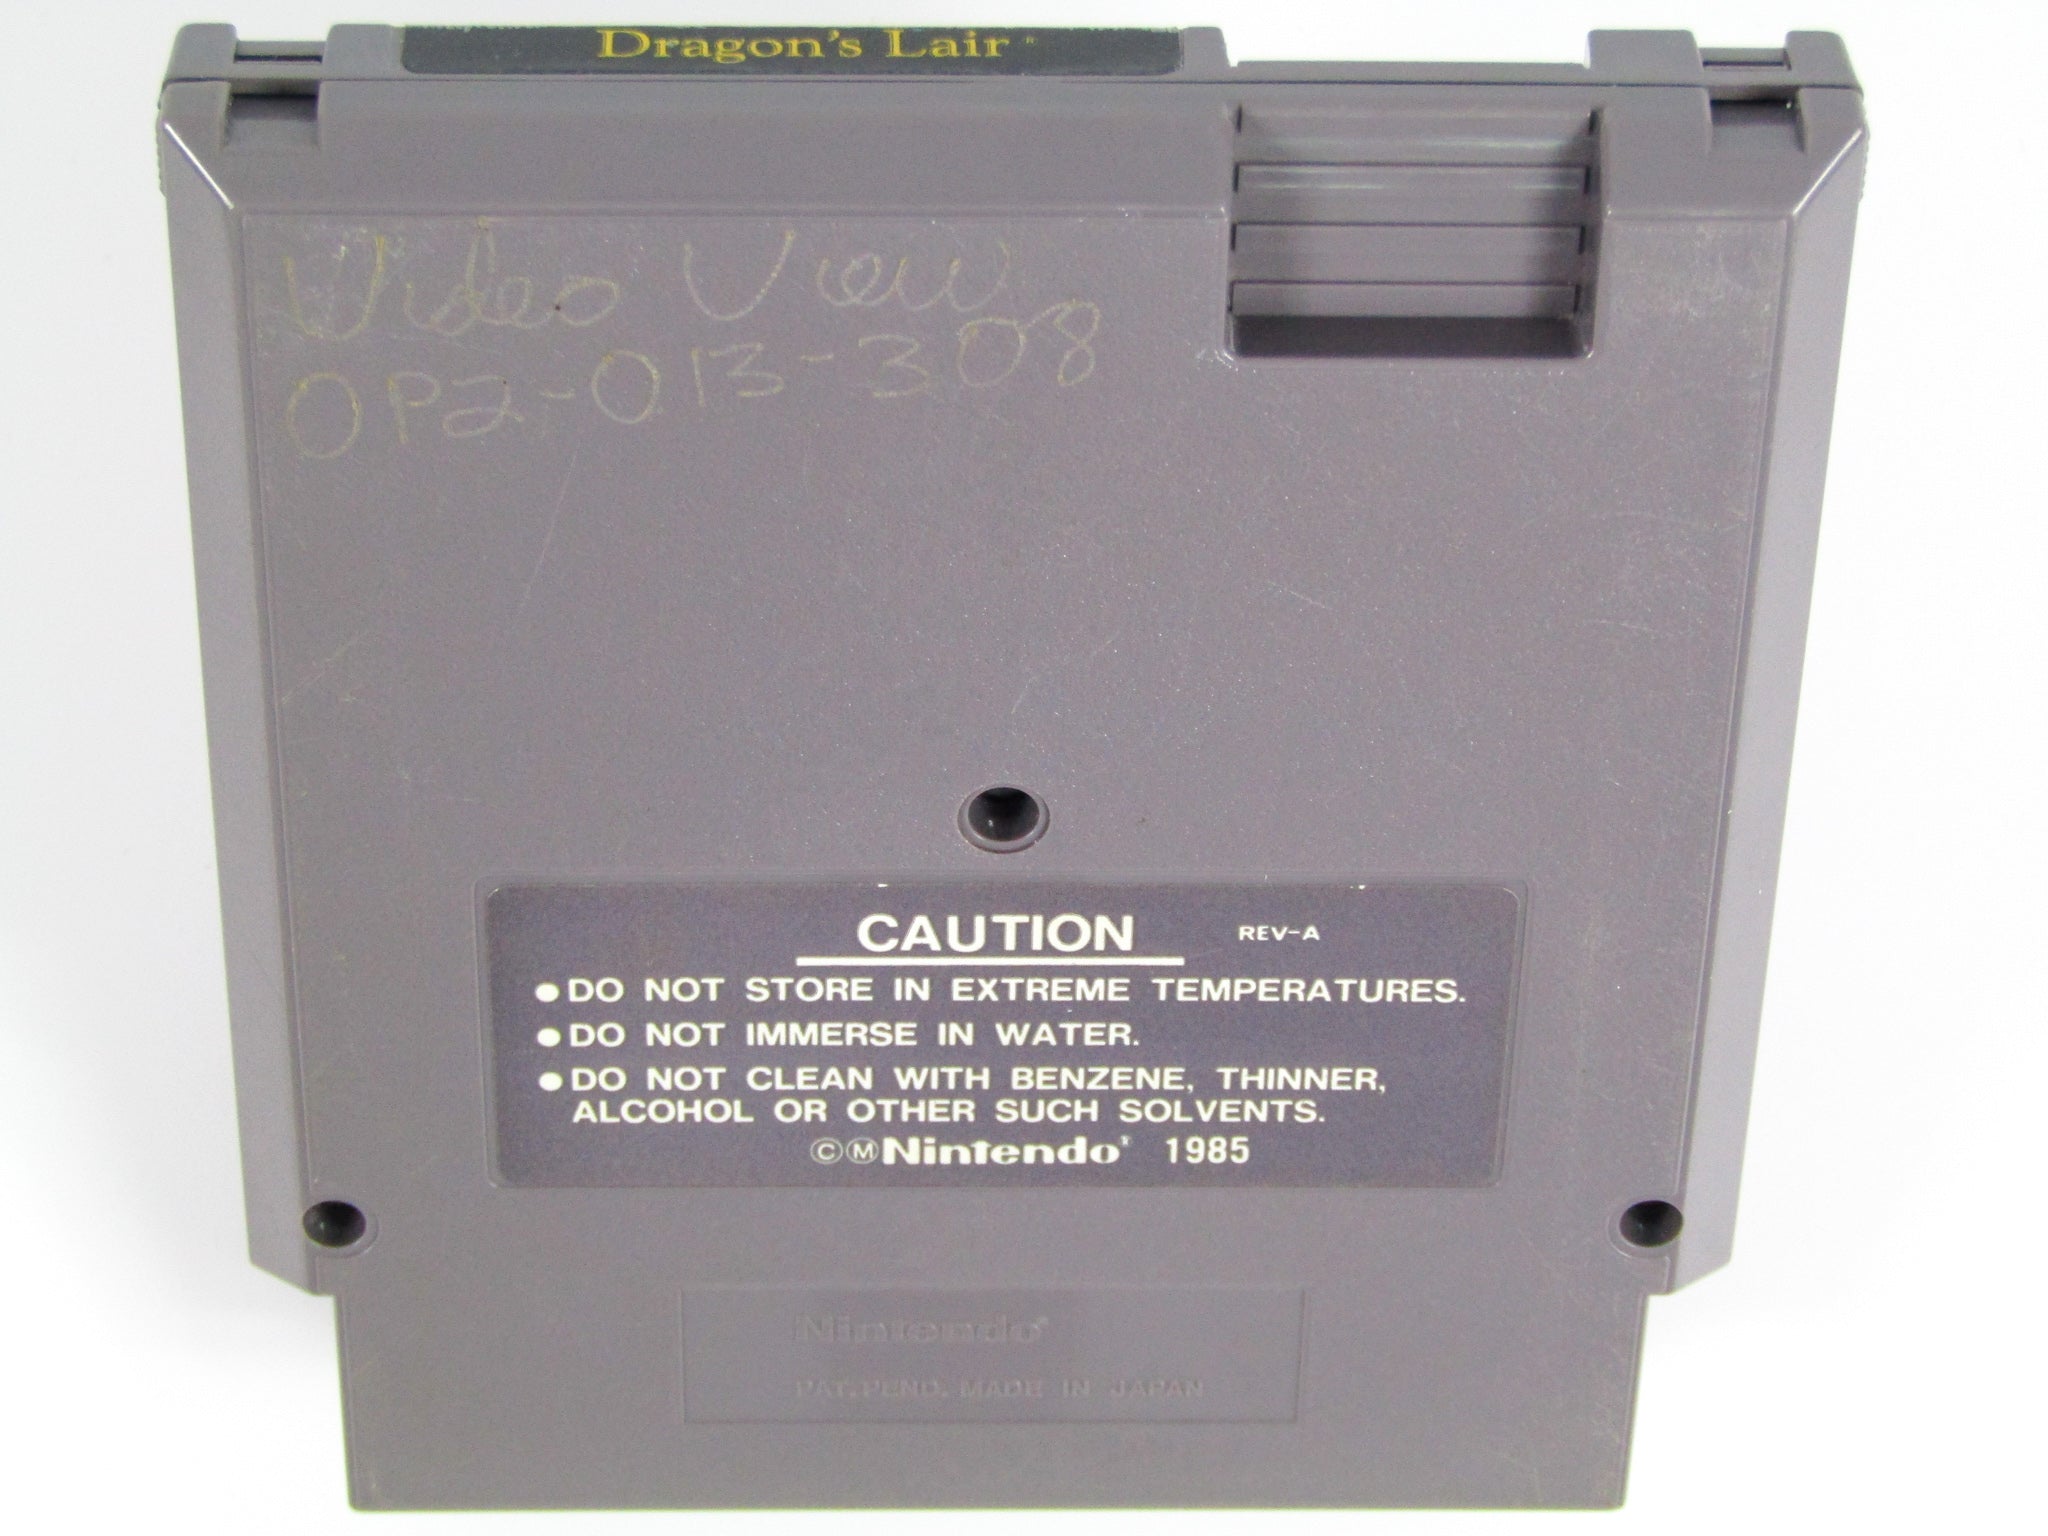 Dragon's Lair
Video View
OP2-013-308
CAUTION REV-A
●DO NOT STORE IN EXTREME TEMPERATURES.
●DO NOT IMMERSE IN WATER.
●DO NOT CLEAN WITH BENZENE, THINNER,
ALCOHOL OR OTHER SUCH SOLVENTS.
©ⓂNintendo® 1985
Nintendo®
PAT. PEND. MADE IN JAPAN